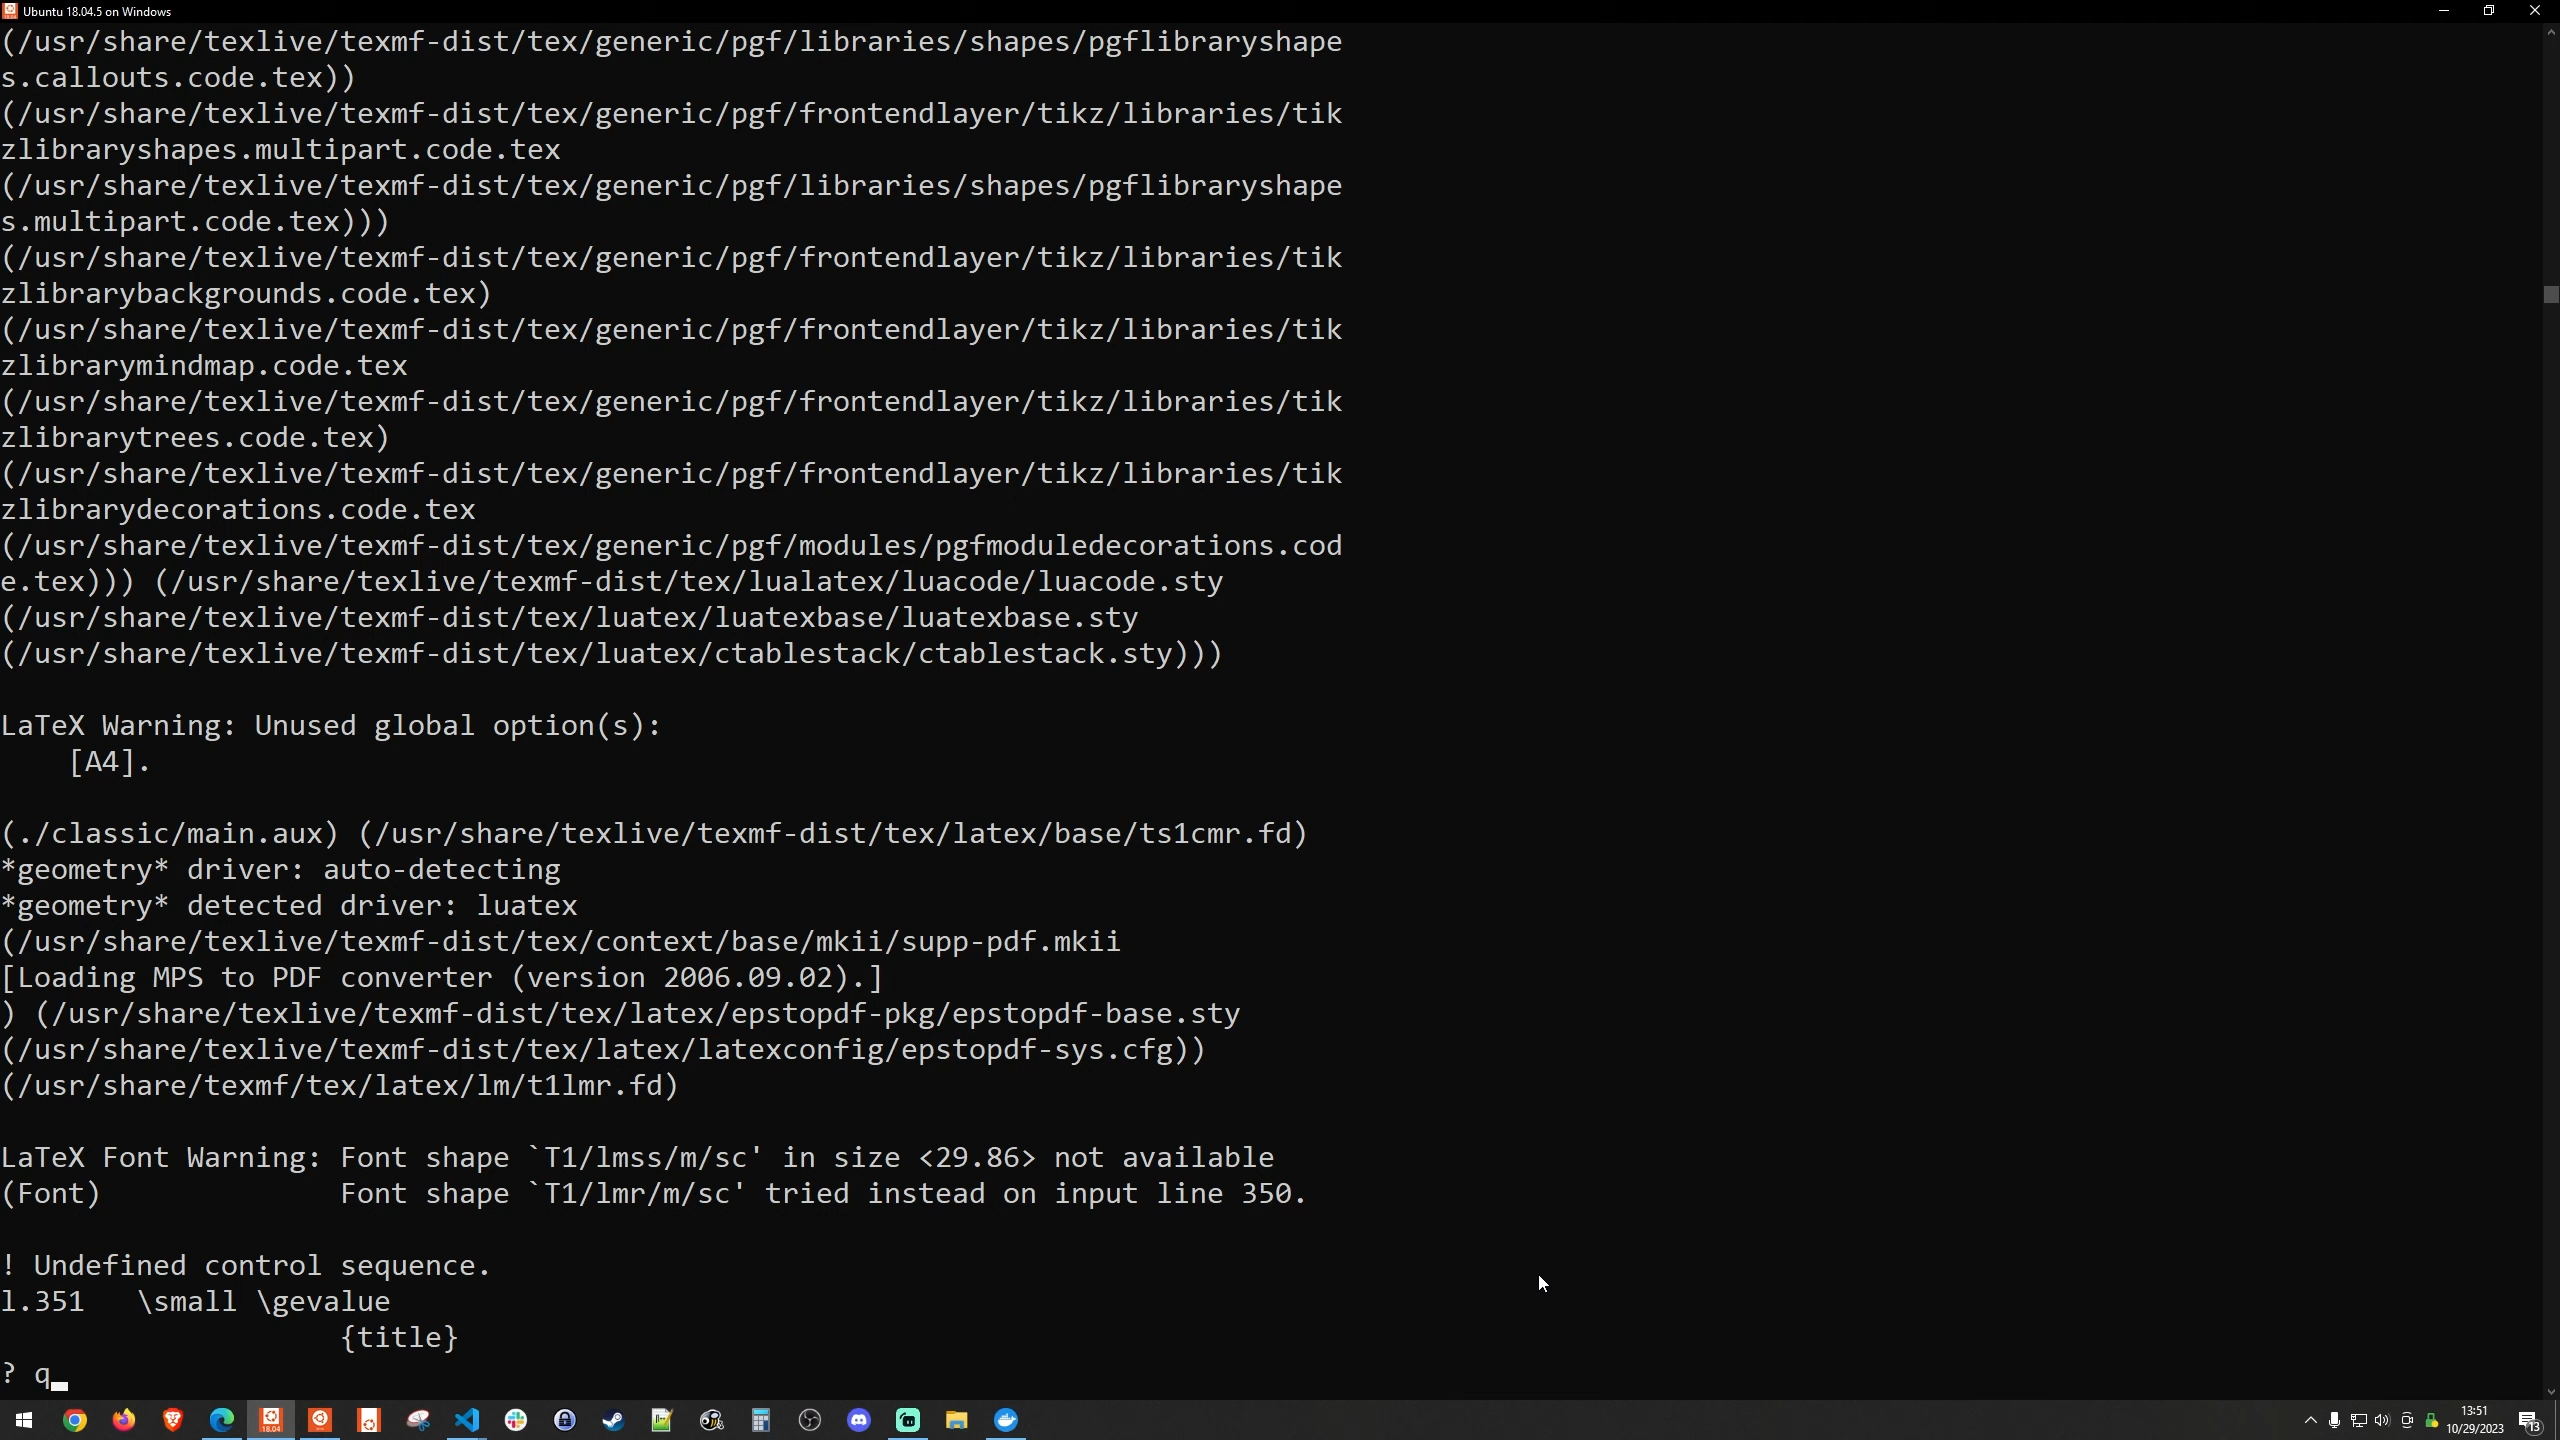 Ubuntu 18.04.5 on Windows
(/usr/share/texlive/texmf-dist/tex/generic/pgf/libraries/shapes/pgflibraryshape
s.callouts.code.tex))
(/usr/share/texlive/texmf-dist/tex/generic/pgf/frontendlayer/tikz/libraries/tik
zlibraryshapes.multipart.code.tex
(/usr/share/texlive/texmf-dist/tex/generic/pgf/libraries/shapes/pgflibraryshape
s.multipart.code.tex)))
(/usr/share/texlive/texmf-dist/tex/generic/pgf/frontendlayer/tikz/libraries/tik
zlibrarybackgrounds.code.tex)
(/usr/share/texlive/texmf-dist/tex/generic/pgf/frontendlayer/tikz/libraries/tik
zlibrarymindmap.code.tex
(/usr/share/texlive/texmf-dist/tex/generic/pgf/frontendlayer/tikz/libraries/tik
zlibrarytrees.code.tex)
(/usr/share/texlive/texmf-dist/tex/generic/pgf/frontendlayer/tikz/libraries/tik
zlibrarydecorations.code.tex
(/usr/share/texlive/texmf-dist/tex/generic/pgf/modules/pgfmoduledecorations.cod
e.tex))) (/usr/share/texlive/texmf-dist/tex/lualatex/luacode/luacode.sty
(/usr/share/texlive/texmf-dist/tex/luatex/luatexbase/luatexbase.sty
(/usr/share/texlive/texmf-dist/tex/luatex/ctablestack/ctablestack.sty)))
LaTeX Warning: Unused global option(s):
[A4].
(./classic/main.aux) (/usr/share/texlive/texmf-dist/tex/latex/base/ts1cmr.fd)
*geometry* driver: auto-detecting
*geometry* detected driver: luatex
(/usr/share/texlive/texmf-dist/tex/context/base/mkii/supp-pdf.mkii
[Loading MPS to PDF converter (version 2006.09.02).]
) (/usr/share/texlive/texmf-dist/tex/latex/epstopdf-pkg/epstopdf-base.sty
(/usr/share/texlive/texmf-dist/tex/latex/latexconfig/epstopdf-sys.cfg))
(/usr/share/texmf/tex/latex/lm/t1lmr.fd)
LaTeX Font Warning: Font shape `T1/lmss/m/sc' in size <29.86> not available
(Font)              Font shape `T1/lmr/m/sc' tried instead on input line 350.
! Undefined control sequence.
l.351   \small \gevalue
{title}
? q
13:51
10/29/2023
13